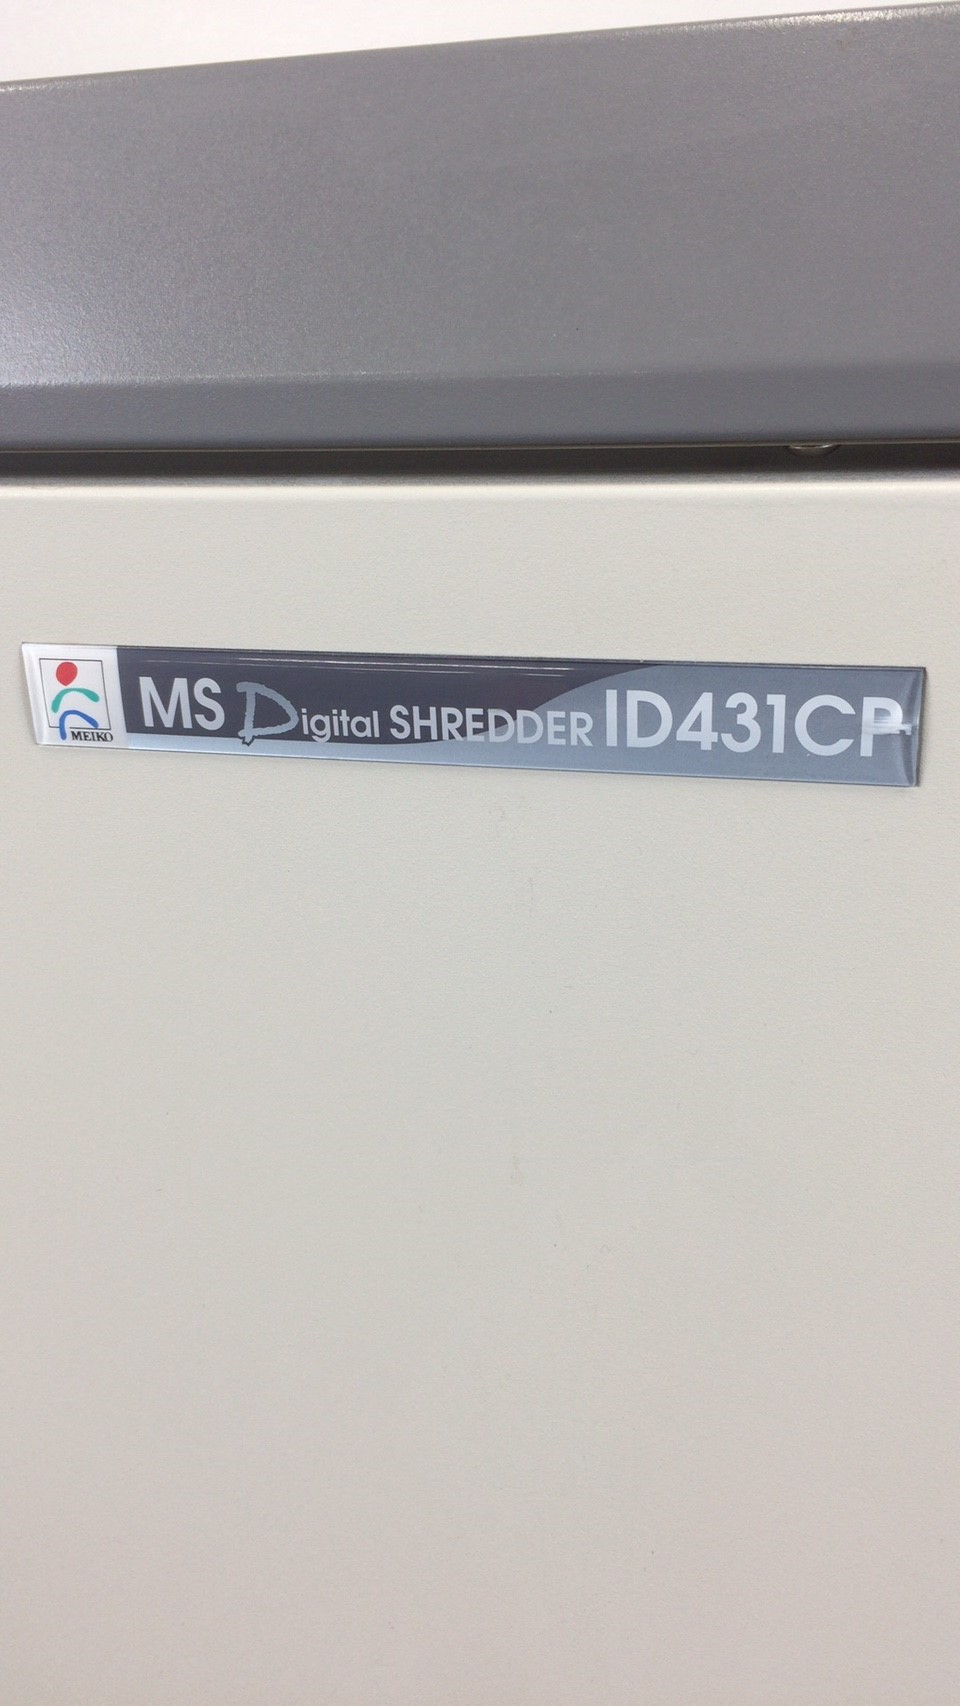 MEIKO
MS Digital SHREDDER ID431CP